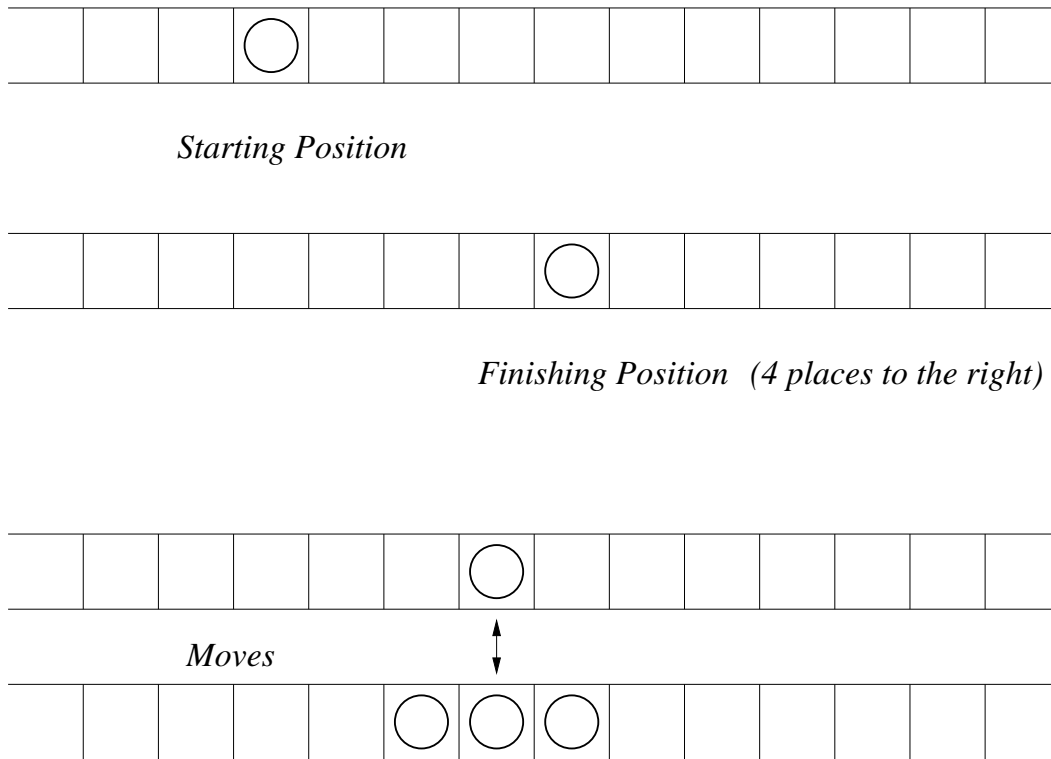 Starting Position
Finishing Position (4 places to the right)
Moves